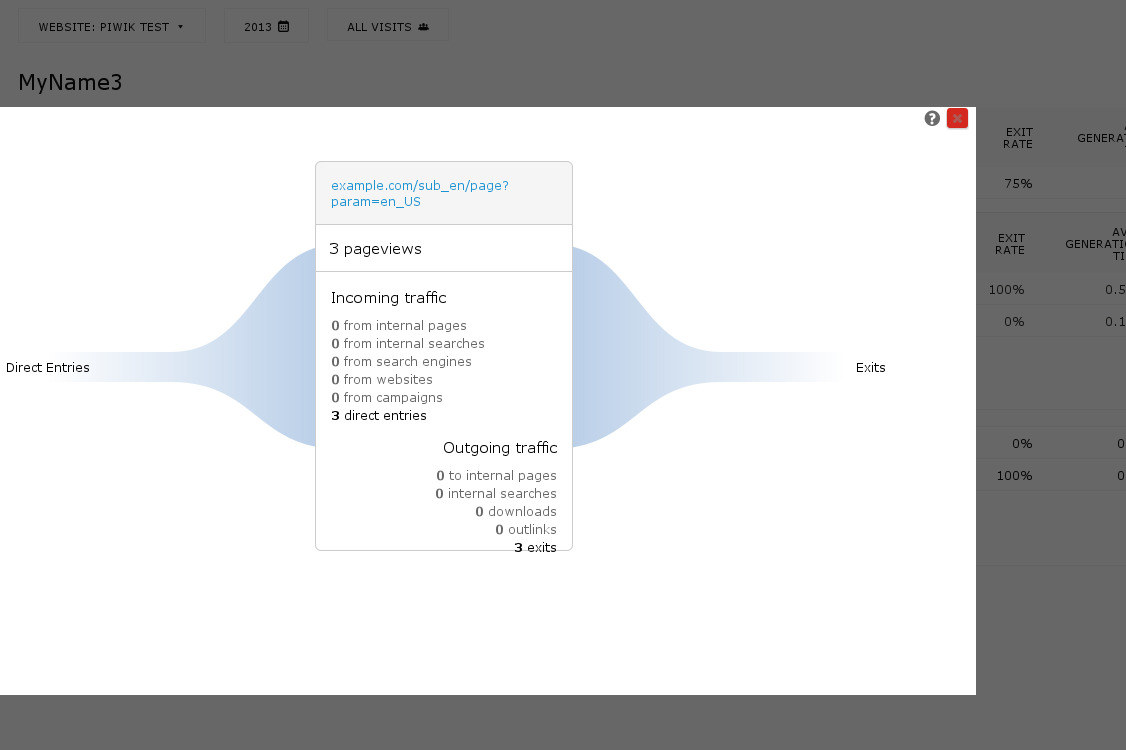 WEBSITE: PIWIK TEST
2013
ALL VISITS
MyName3
EXIT
RATE
GENERA
75%
example.com/sub_en/page?
param=en_US
3 pageviews
EXIT
RATE
AV
GENERATIO
TI
Incoming traffic
100%
0.5
0 from internal pages
0%
0.1
0 from internal searches
0 from search engines
0 from websites
0 from campaigns
3 direct entries
Direct Entries
Exits
Outgoing traffic
0%
0
0 to internal pages
100%
0
0 internal searches
0 downloads
0 outlinks
3 exits